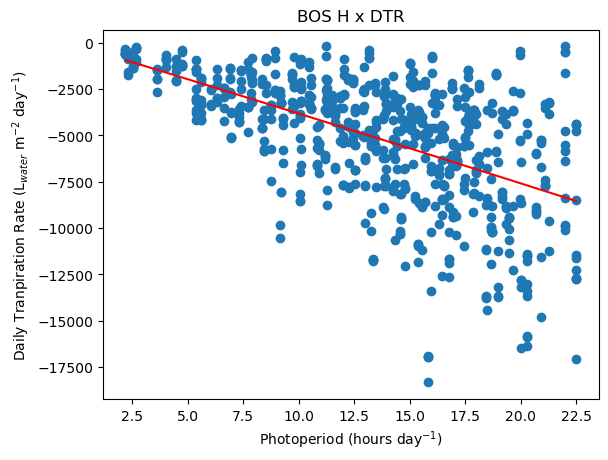 BOS H x DTR
Daily Tranpiration Rate (L_water m⁻² day⁻¹)
0
−2500
−5000
−7500
−10000
−12500
−15000
−17500
2.5 5.0 7.5 10.0 12.5 15.0 17.5 20.0 22.5
Photoperiod (hours day⁻¹)